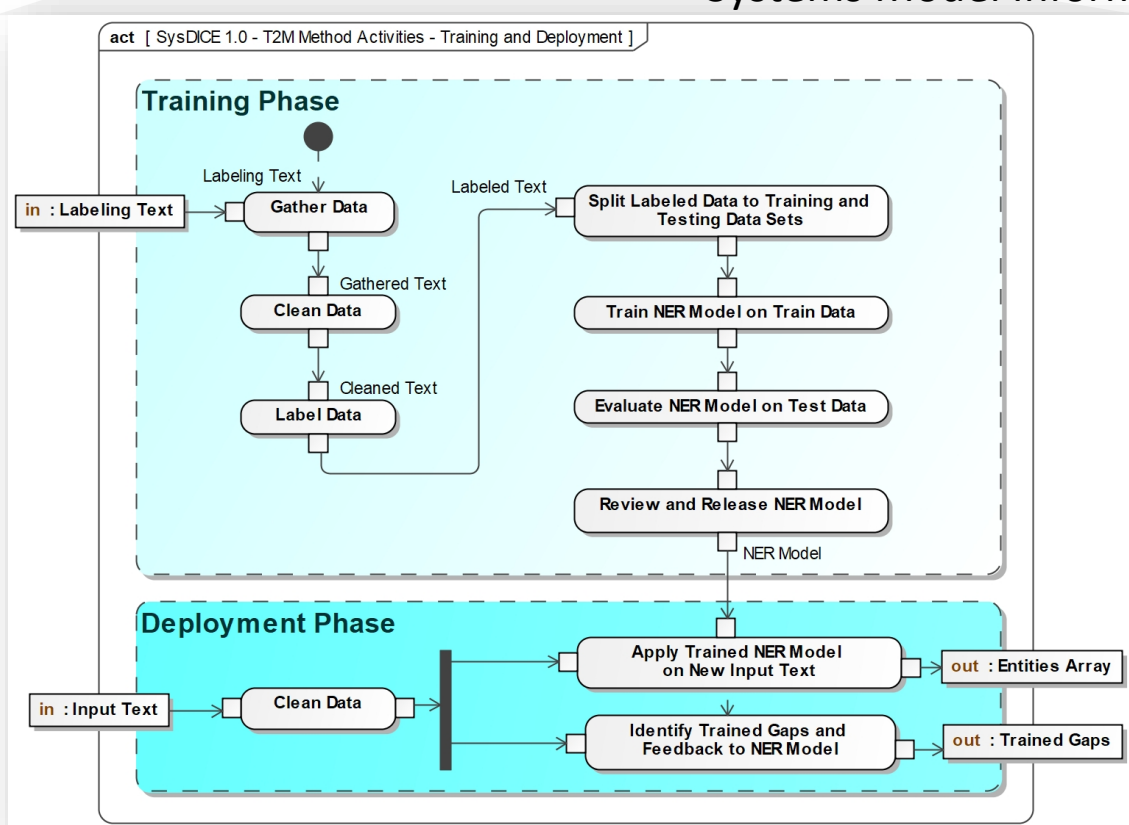 Systems Model Inform
act [ SysDICE 1.0 - T2M Method Activities - Training and Deployment ]
Training Phase
Labeling Text
in : Labeling Text
Gather Data
Gathered Text
Clean Data
Cleaned Text
Label Data
Labeled Text
Split Labeled Data to Training and
Testing Data Sets
Train NER Model on Train Data
Evaluate NER Model on Test Data
Review and Release NER Model
NER Model
Deployment Phase
in : Input Text
Clean Data
Apply Trained NER Model
on New Input Text
out : Entities Array
Identify Trained Gaps and
Feedback to NER Model
out : Trained Gaps